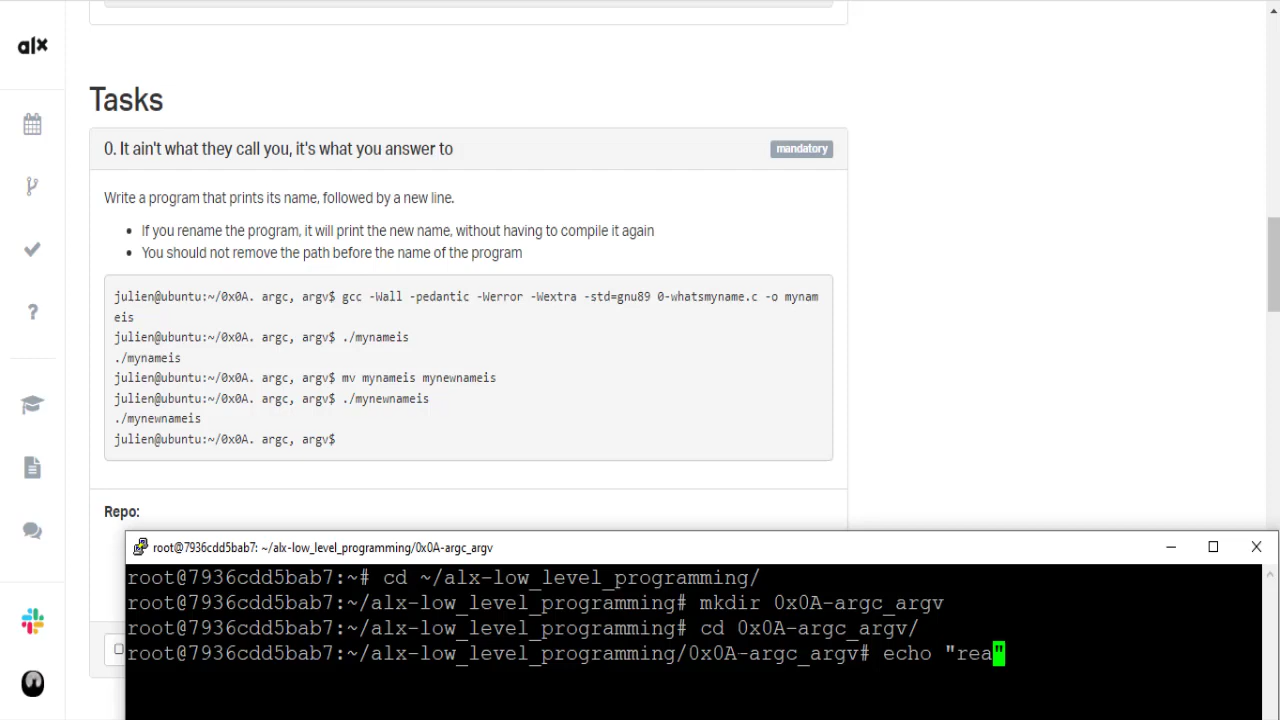 alx
Tasks
0. It ain't what they call you, it's what you answer to
mandatory
Write a program that prints its name, followed by a new line.
If you rename the program, it will print the new name, without having to compile it again
You should not remove the path before the name of the program
julien@ubuntu:~/0x0A. argc, argv$ gcc -Wall -pedantic -Werror -Wextra -std=gnu89 0-whatsmyname.c -o mynam
eis
julien@ubuntu:~/0x0A. argc, argv$ ./mynameis
./mynameis
julien@ubuntu:~/0x0A. argc, argv$ mv mynameis mynewnameis
julien@ubuntu:~/0x0A. argc, argv$ ./mynewnameis
./mynewnameis
julien@ubuntu:~/0x0A. argc, argv$
Repo:
root@7936cdd5bab7: ~/alx-low_level_programming/0x0A-argc_argv
root@7936cdd5bab7:~# cd ~/alx-low_level_programming/
root@7936cdd5bab7:~/alx-low_level_programming# mkdir 0x0A-argc_argv
root@7936cdd5bab7:~/alx-low_level_programming# cd 0x0A-argc_argv/
root@7936cdd5bab7:~/alx-low_level_programming/0x0A-argc_argv# echo "rea"